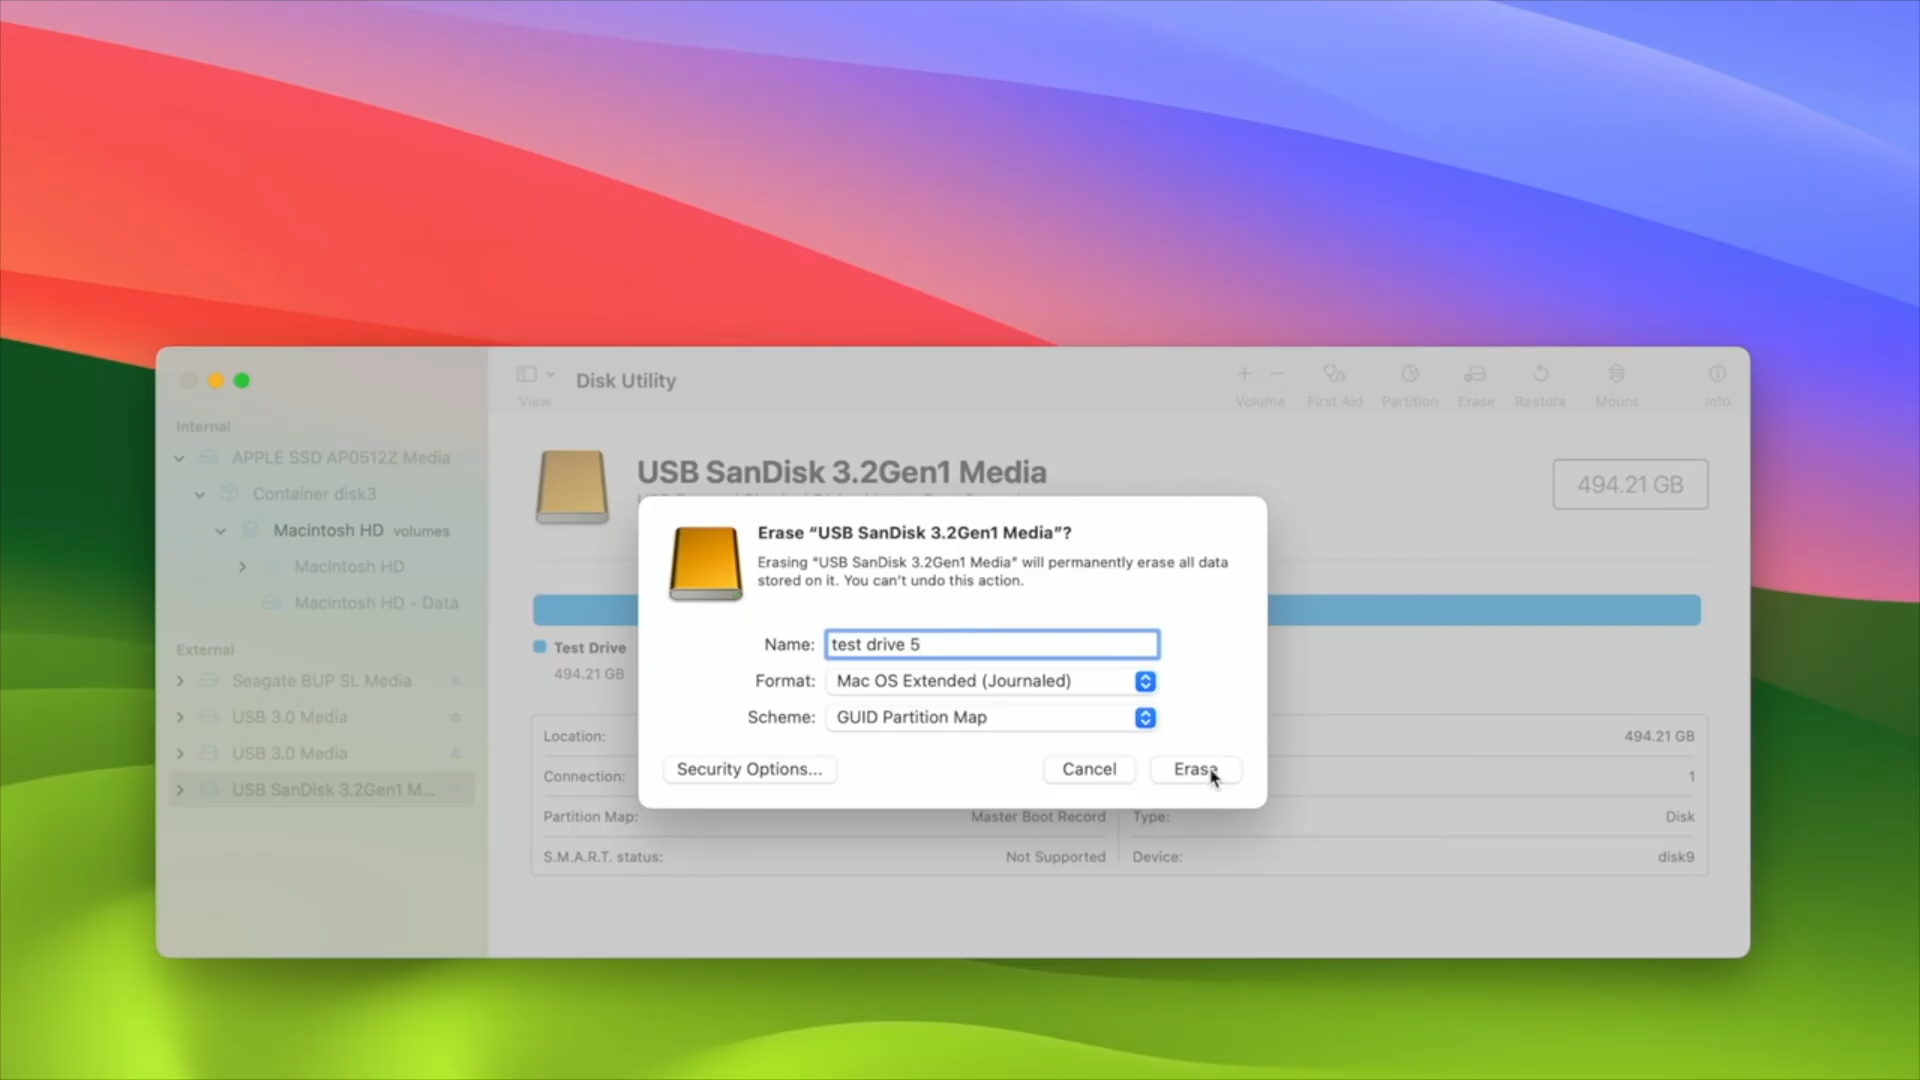 Disk Utility
View
Volume
First Aid
Partition
Erase
Restore
Mount
Info
Internal
APPLE SSD AP0512Z Media
Container disk3
Macintosh HD volumes
Macintosh HD
Macintosh HD - Data
External
Seagate BUP SL Media
USB 3.0 Media
USB 3.0 Media
USB SanDisk 3.2Gen1 M...
USB SanDisk 3.2Gen1 Media
494.21 GB
Test Drive
494.21 GB
Erase “USB SanDisk 3.2Gen1 Media”?
Erasing “USB SanDisk 3.2Gen1 Media” will permanently erase all data
stored on it. You can’t undo this action.
Name: test drive 5
Format: Mac OS Extended (Journaled)
Scheme: GUID Partition Map
Security Options...
Cancel
Erase
Location:
494.21 GB
Connection:
1
Partition Map: Master Boot Record
Type: Disk
S.M.A.R.T. status: Not Supported
Device: disk9